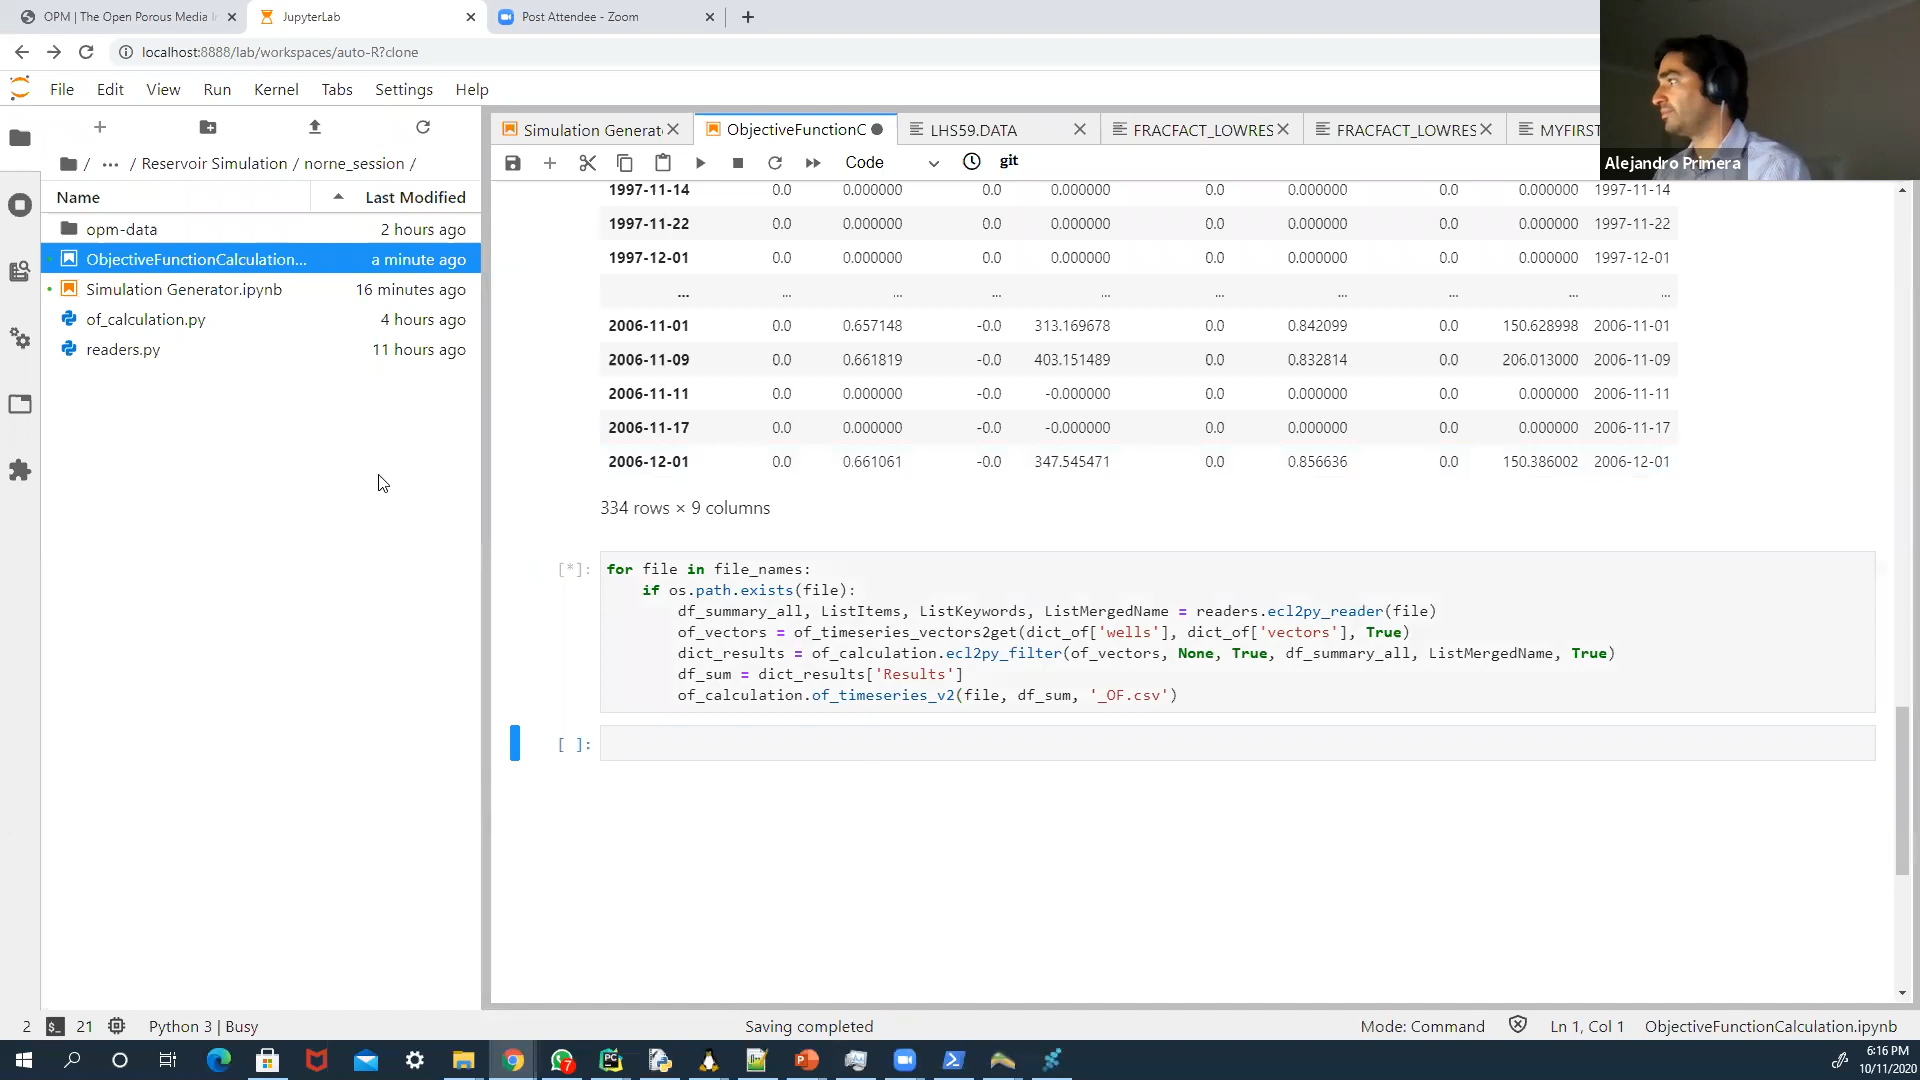 OPM | The Open Porous Media In
JupyterLab
Post Attendee - Zoom
localhost:8888/lab/workspaces/auto-R?clone
File Edit View Run Kernel Tabs Settings Help
Alejandro Primera
Simulation Generat
ObjectiveFunctionC
LHS59.DATA
FRACFACT_LOWRES
FRACFACT_LOWRES
MYFIRST
Code
git
/ ... / Reservoir Simulation / norne_session /
Name Last Modified
opm-data 2 hours ago
ObjectiveFunctionCalculation... a minute ago
Simulation Generator.ipynb 16 minutes ago
of_calculation.py 4 hours ago
readers.py 11 hours ago
1997-11-14 0.0 0.000000 0.0 0.000000 0.0 0.000000 0.0 0.000000 1997-11-14
1997-11-22 0.0 0.000000 0.0 0.000000 0.0 0.000000 0.0 0.000000 1997-11-22
1997-12-01 0.0 0.000000 0.0 0.000000 0.0 0.000000 0.0 0.000000 1997-12-01
... ... ... ... ... ... ... ... ... ...
2006-11-01 0.0 0.657148 -0.0 313.169678 0.0 0.842099 0.0 150.628998 2006-11-01
2006-11-09 0.0 0.661819 -0.0 403.151489 0.0 0.832814 0.0 206.013000 2006-11-09
2006-11-11 0.0 0.000000 -0.0 -0.000000 0.0 0.000000 0.0 0.000000 2006-11-11
2006-11-17 0.0 0.000000 -0.0 -0.000000 0.0 0.000000 0.0 0.000000 2006-11-17
2006-12-01 0.0 0.661061 -0.0 347.545471 0.0 0.856636 0.0 150.386002 2006-12-01
334 rows × 9 columns
[*]: for file in file_names:
if os.path.exists(file):
df_summary_all, ListItems, ListKeywords, ListMergedName = readers.ecl2py_reader(file)
of_vectors = of_timeseries_vectors2get(dict_of['wells'], dict_of['vectors'], True)
dict_results = of_calculation.ecl2py_filter(of_vectors, None, True, df_summary_all, ListMergedName, True)
df_sum = dict_results['Results']
of_calculation.of_timeseries_v2(file, df_sum, '_OF.csv')
[ ]:
2 21 Python 3 | Busy Saving completed Mode: Command Ln 1, Col 1 ObjectiveFunctionCalculation.ipynb
7
6:16 PM
10/11/2020